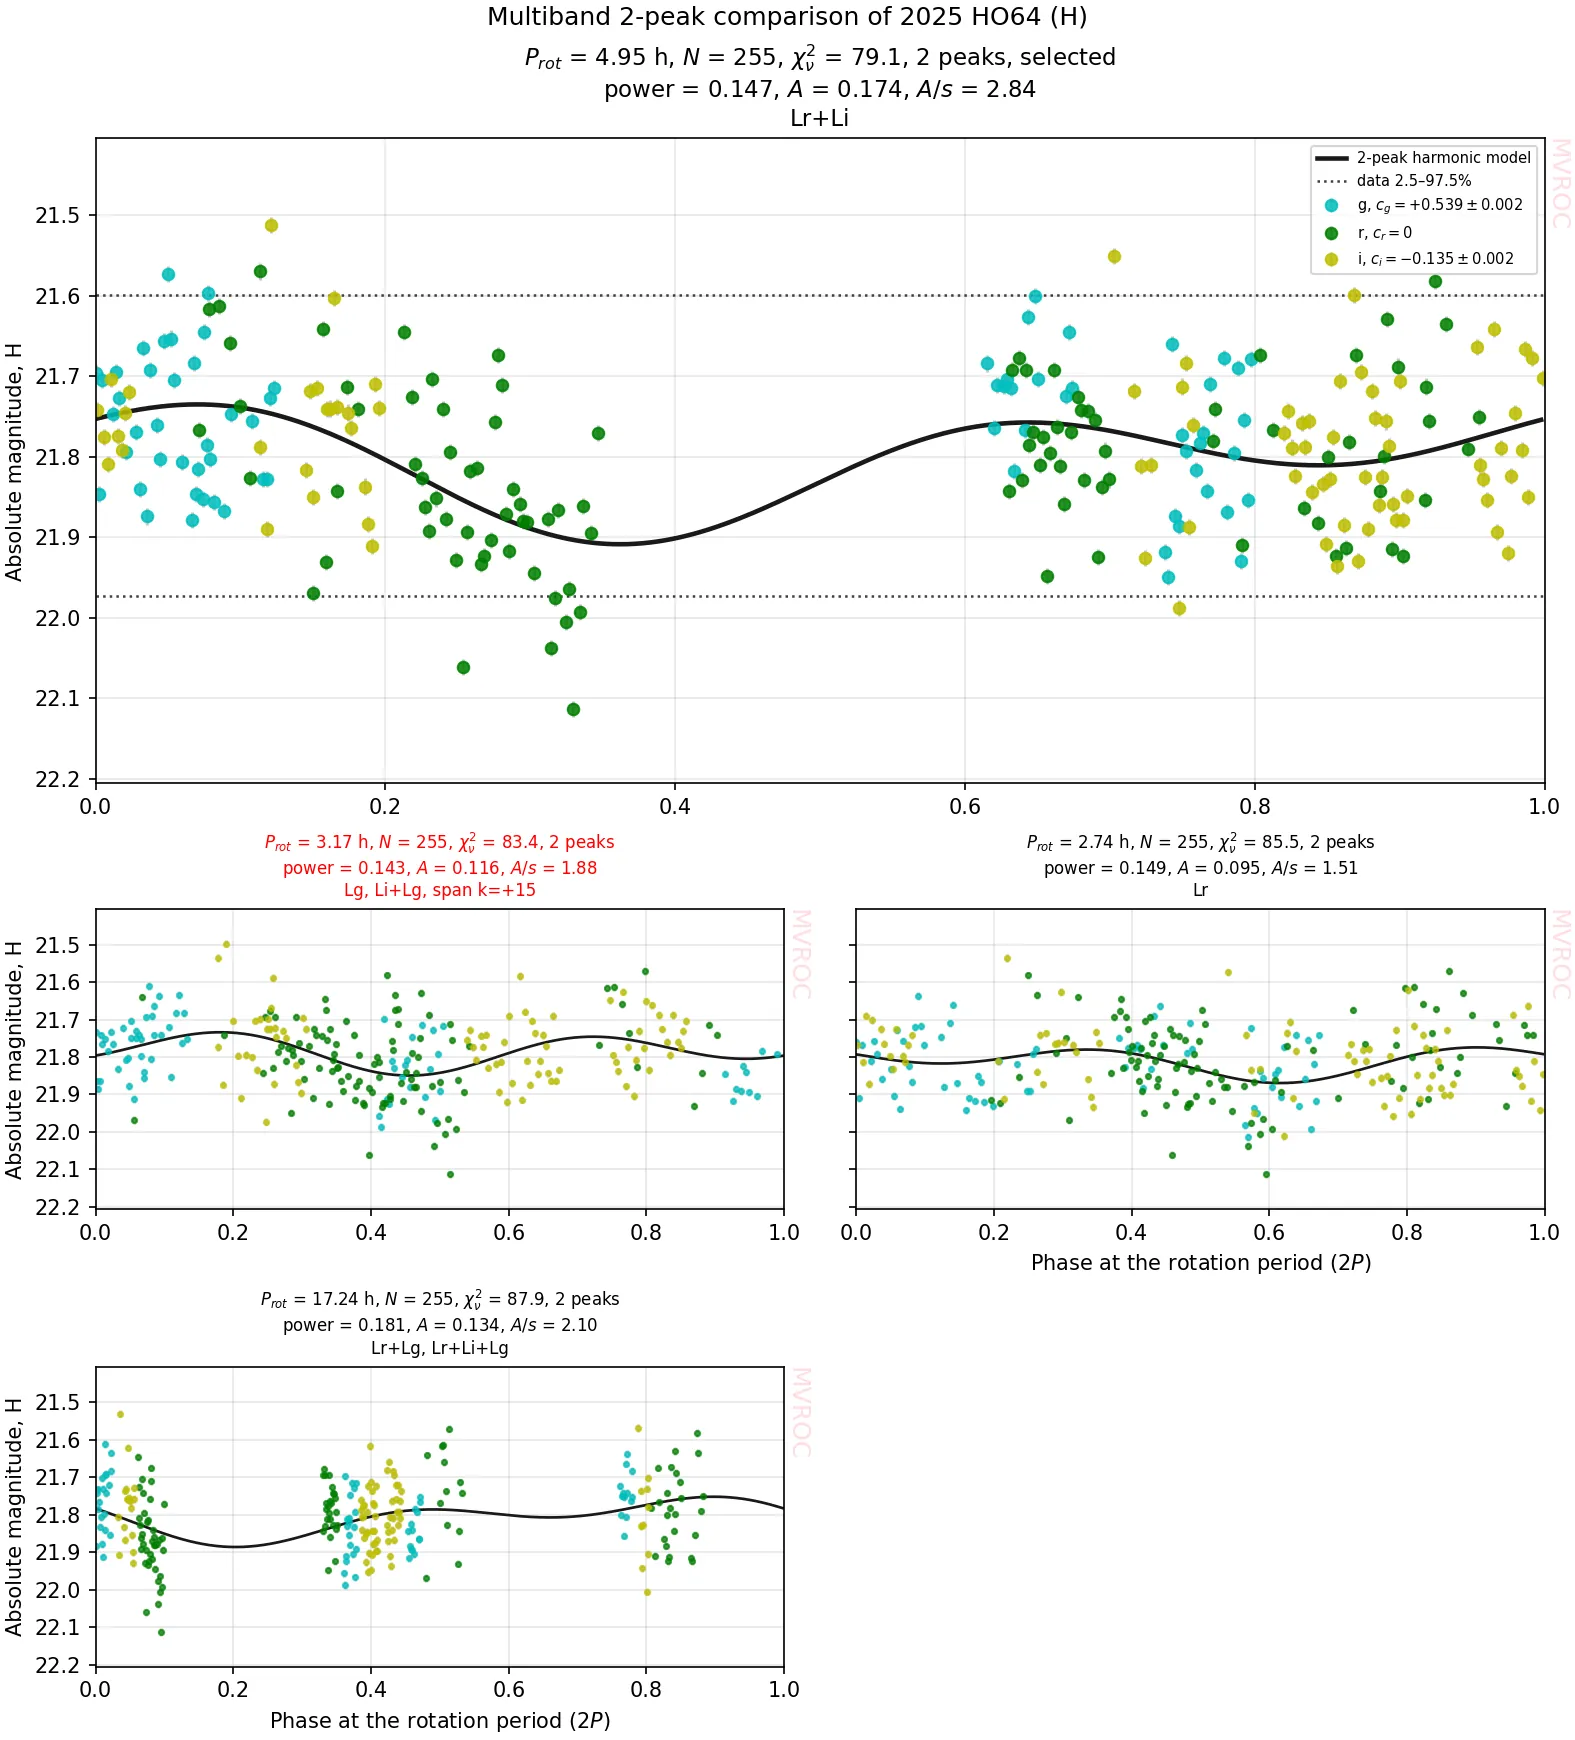 Multiband 2-peak comparison of 2025 HO64 (H)
P_rot = 4.95 h, N = 255, χ²_ν = 79.1, 2 peaks, selected
power = 0.147, A = 0.174, A/s = 2.84
Lr+Li
2-peak harmonic model
data 2.5–97.5%
g, c_g = +0.539 ± 0.002
r, c_r = 0
i, c_i = −0.135 ± 0.002
MVROC
Absolute magnitude, H
21.5
21.6
21.7
21.8
21.9
22.0
22.1
22.2
0.0 0.2 0.4 0.6 0.8 1.0
P_rot = 3.17 h, N = 255, χ²_ν = 83.4, 2 peaks
power = 0.143, A = 0.116, A/s = 1.88
Lg, Li+Lg, span k=+15
MVROC
Absolute magnitude, H
21.5
21.6
21.7
21.8
21.9
22.0
22.1
22.2
0.0 0.2 0.4 0.6 0.8 1.0
P_rot = 2.74 h, N = 255, χ²_ν = 85.5, 2 peaks
power = 0.149, A = 0.095, A/s = 1.51
Lr
MVROC
0.0 0.2 0.4 0.6 0.8 1.0
Phase at the rotation period (2P)
P_rot = 17.24 h, N = 255, χ²_ν = 87.9, 2 peaks
power = 0.181, A = 0.134, A/s = 2.10
Lr+Lg, Lr+Li+Lg
MVROC
Absolute magnitude, H
21.5
21.6
21.7
21.8
21.9
22.0
22.1
22.2
0.0 0.2 0.4 0.6 0.8 1.0
Phase at the rotation period (2P)